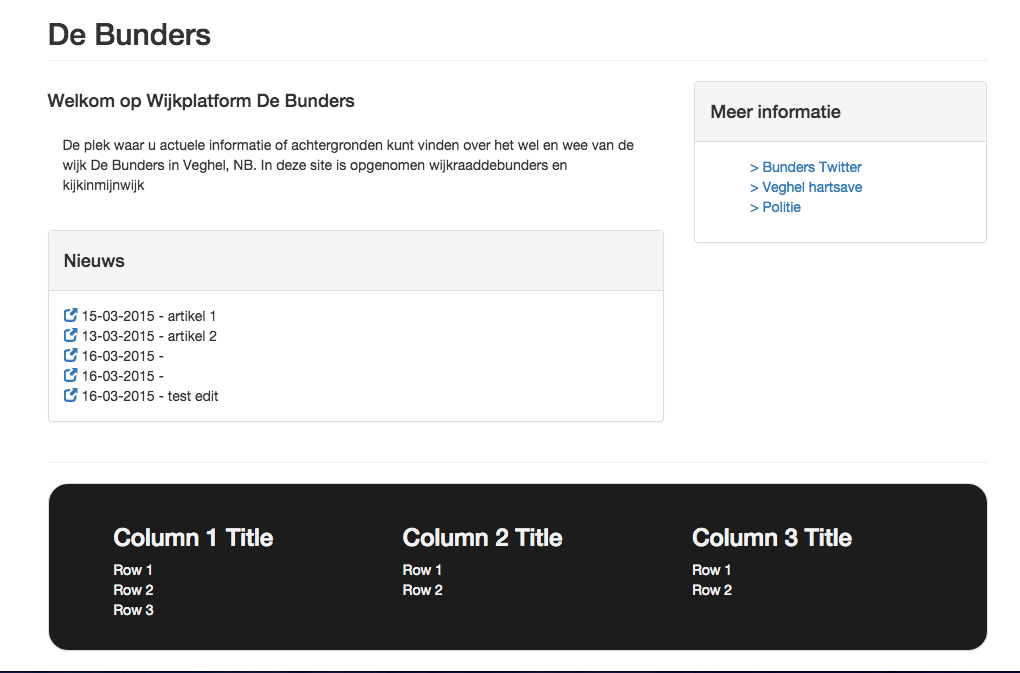 De Bunders
Welkom op Wijkplatform De Bunders
De plek waar u actuele informatie of achtergronden kunt vinden over het wel en wee van de
wijk De Bunders in Veghel, NB. In deze site is opgenomen wijkraaddebunders en
kijkinmijnwijk
Meer informatie
> Bunders Twitter
> Veghel hartsave
> Politie
Nieuws
15-03-2015 - artikel 1
13-03-2015 - artikel 2
16-03-2015 -
16-03-2015 -
16-03-2015 - test edit
Column 1 Title
Row 1
Row 2
Row 3
Column 2 Title
Row 1
Row 2
Column 3 Title
Row 1
Row 2